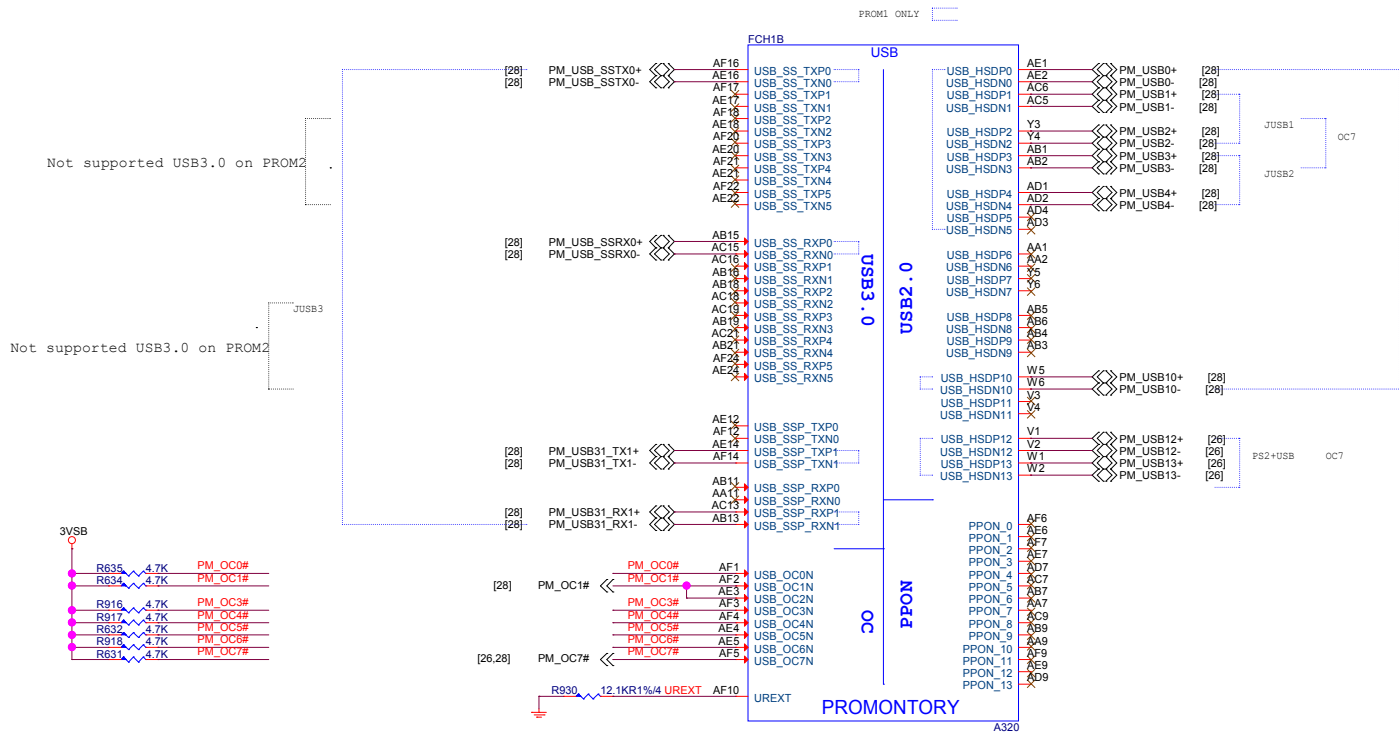 PROM1 ONLY
FCH1B
USB
[28] PM_USB_SSTX0+ AF16 USB_SS_TXP0
[28] PM_USB_SSTX0- AE16 USB_SS_TXN0
AF17 USB_SS_TXP1
AE17 USB_SS_TXN1
AF18 USB_SS_TXP2
AE18 USB_SS_TXN2
AF20 USB_SS_TXP3
AE20 USB_SS_TXN3
AF21 USB_SS_TXP4
AE21 USB_SS_TXN4
AF22 USB_SS_TXP5
AE22 USB_SS_TXN5
Not supported USB3.0 on PROM2
[28] PM_USB_SSRX0+ AB15 USB_SS_RXP0
[28] PM_USB_SSRX0- AC15 USB_SS_RXN0
AC16 USB_SS_RXP1
AB16 USB_SS_RXN1
AB18 USB_SS_RXP2
AC18 USB_SS_RXN2
AC19 USB_SS_RXP3
AB19 USB_SS_RXN3
AC21 USB_SS_RXP4
AB21 USB_SS_RXN4
AF24 USB_SS_RXP5
AE24 USB_SS_RXN5
JUSB3
Not supported USB3.0 on PROM2
AE12 USB_SSP_TXP0
AF12 USB_SSP_TXN0
[28] PM_USB31_TX1+ AE14 USB_SSP_TXP1
[28] PM_USB31_TX1- AF14 USB_SSP_TXN1
AB11 USB_SSP_RXP0
AA11 USB_SSP_RXN0
[28] PM_USB31_RX1+ AC13 USB_SSP_RXP1
[28] PM_USB31_RX1- AB13 USB_SSP_RXN1
3VSB
R635 4.7K PM_OC0#
R634 4.7K PM_OC1#
R916 4.7K PM_OC3#
R917 4.7K PM_OC4#
R632 4.7K PM_OC5#
R918 4.7K PM_OC6#
R631 4.7K PM_OC7#
PM_OC0# AF1 USB_OC0N
[28] PM_OC1# PM_OC1# AF2 USB_OC1N
AE3 USB_OC2N
PM_OC3# AF3 USB_OC3N
PM_OC4# AF4 USB_OC4N
PM_OC5# AE4 USB_OC5N
PM_OC6# AE5 USB_OC6N
[26,28] PM_OC7# PM_OC7# AF5 USB_OC7N
R930 12.1KR1%/4 UREXT AF10 UREXT
USB3.0
USB2.0
OC
PPON
USB_HSDP0 AE1 PM_USB0+ [28]
USB_HSDN0 AE2 PM_USB0- [28]
USB_HSDP1 AC6 PM_USB1+ [28]
USB_HSDN1 AC5 PM_USB1- [28]
USB_HSDP2 Y3 PM_USB2+ [28]
USB_HSDN2 Y4 PM_USB2- [28]
USB_HSDP3 AB1 PM_USB3+ [28]
USB_HSDN3 AB2 PM_USB3- [28]
USB_HSDP4 AD1 PM_USB4+ [28]
USB_HSDN4 AD2 PM_USB4- [28]
USB_HSDP5 AD4
USB_HSDN5 AD3
JUSB1
OC7
JUSB2
USB_HSDP6 AA1
USB_HSDN6 AA2
USB_HSDP7 Y5
USB_HSDN7 Y6
USB_HSDP8 AB5
USB_HSDN8 AB6
USB_HSDP9 AB4
USB_HSDN9 AB3
USB_HSDP10 W5 PM_USB10+ [28]
USB_HSDN10 W6 PM_USB10- [28]
USB_HSDP11 V3
USB_HSDN11 V4
USB_HSDP12 V1 PM_USB12+ [26]
USB_HSDN12 V2 PM_USB12- [26]
USB_HSDP13 W1 PM_USB13+ [26]
USB_HSDN13 W2 PM_USB13- [26]
PS2+USB OC7
PPON_0 AF6
PPON_1 AE6
PPON_2 AF7
PPON_3 AE7
PPON_4 AD7
PPON_5 AC7
PPON_6 AB7
PPON_7 AA7
PPON_8 AC9
PPON_9 AB9
PPON_10 AA9
PPON_11 AF9
PPON_12 AE9
PPON_13 AD9
PROMONTORY
A320